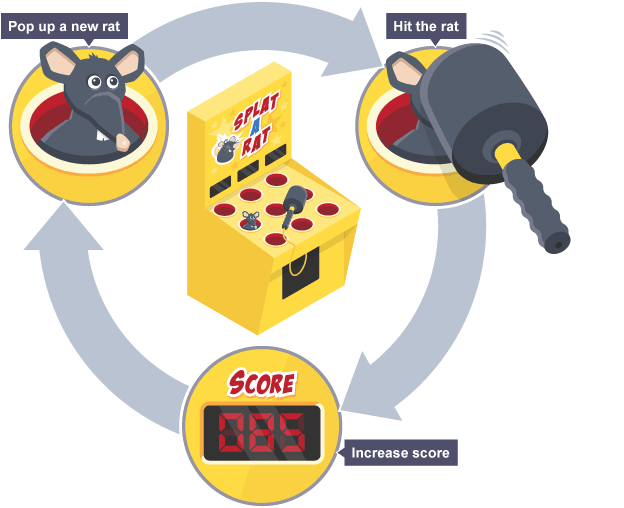 Pop up a new rat
Hit the rat
SPLAT
A
RAT
SCORE
085
Increase score